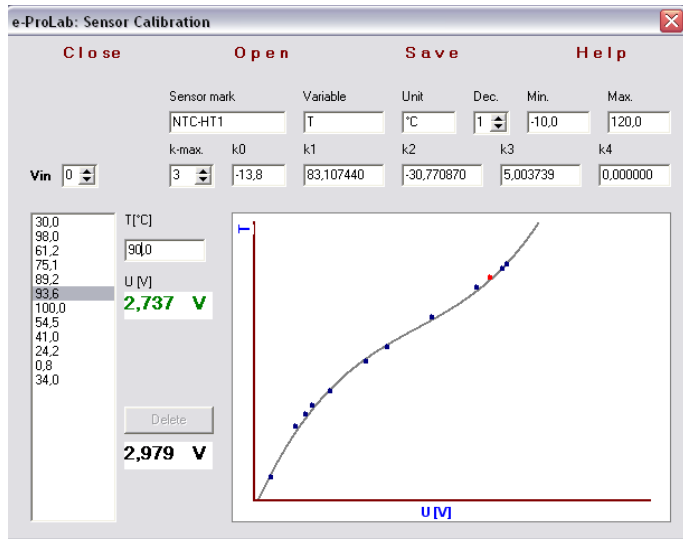 e-ProLab: Sensor Calibration
Close Open Save Help
Sensor mark Variable Unit Dec. Min. Max.
NTC-HT1 T °C 1 -10,0 120,0
k-max. k0 k1 k2 k3 k4
Vin 0 3 -13,8 83,107440 -30,770870 5,003739 0,000000
30,0
98,0
61,2
75,1
89,2
93,6
100,0
54,5
41,0
24,2
0,8
34,0
T[°C]
90,0
U [V]
2,737 V
Delete
2,979 V
T
U [V]